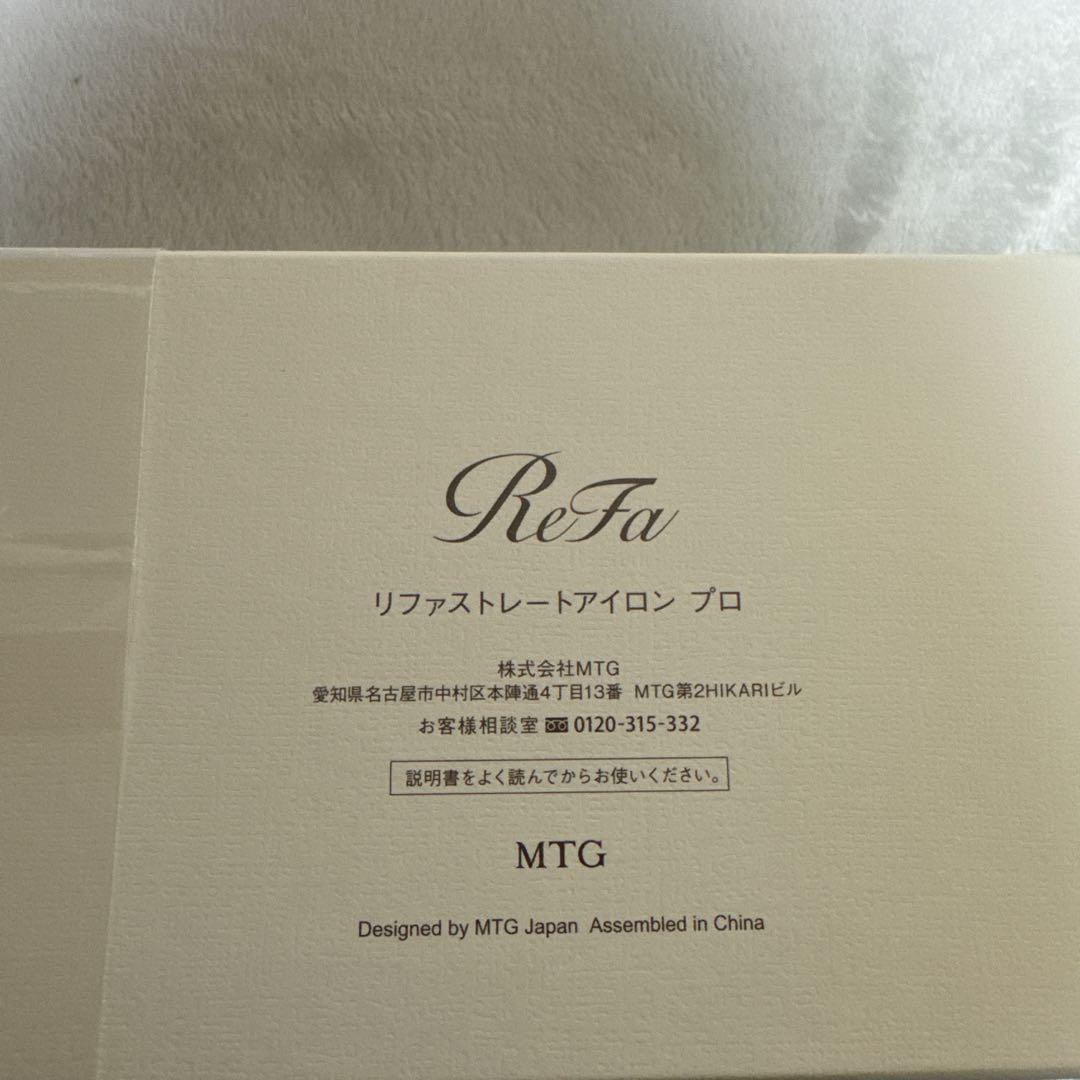 ReFa
リファストレートアイロン プロ
株式会社MTG
愛知県名古屋市中村区本陣通4丁目13番 MTG第2HIKARIビル
お客様相談室 0120-315-332
説明書をよく読んでからお使いください。
MTG
Designed by MTG Japan Assembled in China